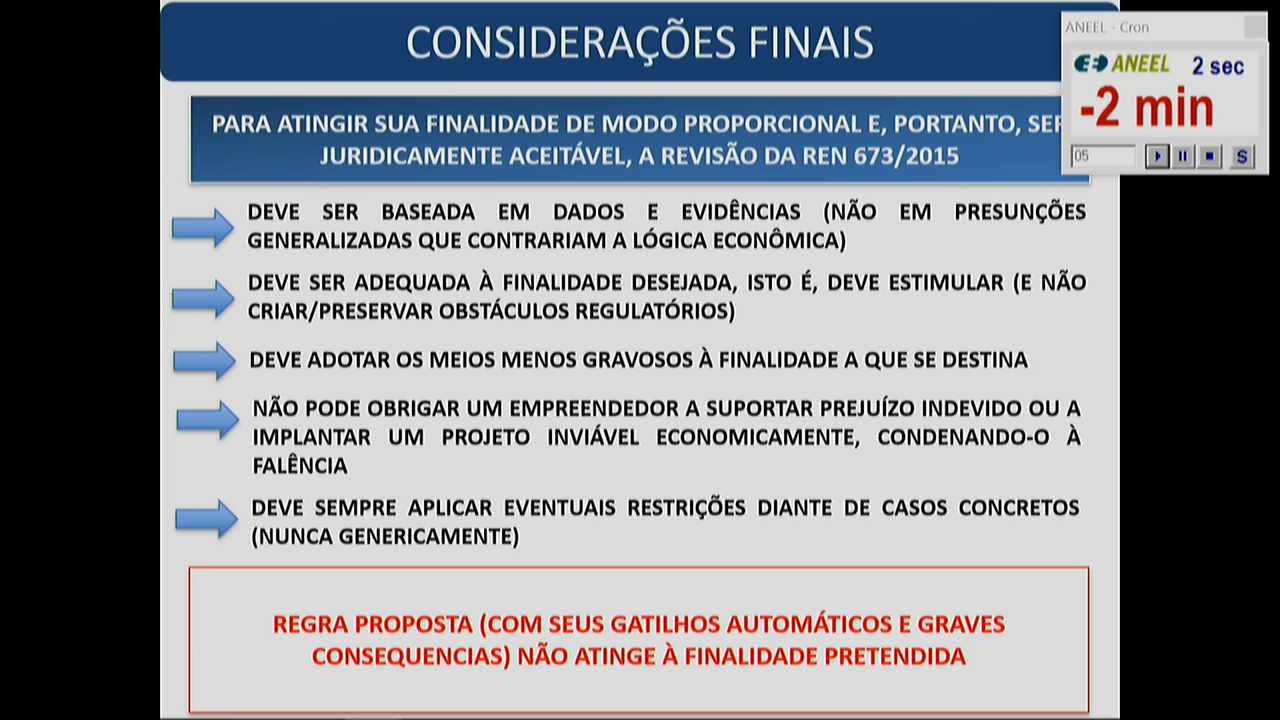 CONSIDERAÇÕES FINAIS
ANEEL - Cron
ANEEL 2 sec
-2 min
05
S
PARA ATINGIR SUA FINALIDADE DE MODO PROPORCIONAL E, PORTANTO, SER
JURIDICAMENTE ACEITÁVEL, A REVISÃO DA REN 673/2015
DEVE SER BASEADA EM DADOS E EVIDÊNCIAS (NÃO EM PRESUNÇÕES
GENERALIZADAS QUE CONTRARIAM A LÓGICA ECONÔMICA)
DEVE SER ADEQUADA À FINALIDADE DESEJADA, ISTO É, DEVE ESTIMULAR (E NÃO
CRIAR/PRESERVAR OBSTÁCULOS REGULATÓRIOS)
DEVE ADOTAR OS MEIOS MENOS GRAVOSOS À FINALIDADE A QUE SE DESTINA
NÃO PODE OBRIGAR UM EMPREENDEDOR A SUPORTAR PREJUÍZO INDEVIDO OU A
IMPLANTAR UM PROJETO INVIÁVEL ECONOMICAMENTE, CONDENANDO-O À
FALÊNCIA
DEVE SEMPRE APLICAR EVENTUAIS RESTRIÇÕES DIANTE DE CASOS CONCRETOS
(NUNCA GENERICAMENTE)
REGRA PROPOSTA (COM SEUS GATILHOS AUTOMÁTICOS E GRAVES
CONSEQUENCIAS) NÃO ATINGE À FINALIDADE PRETENDIDA